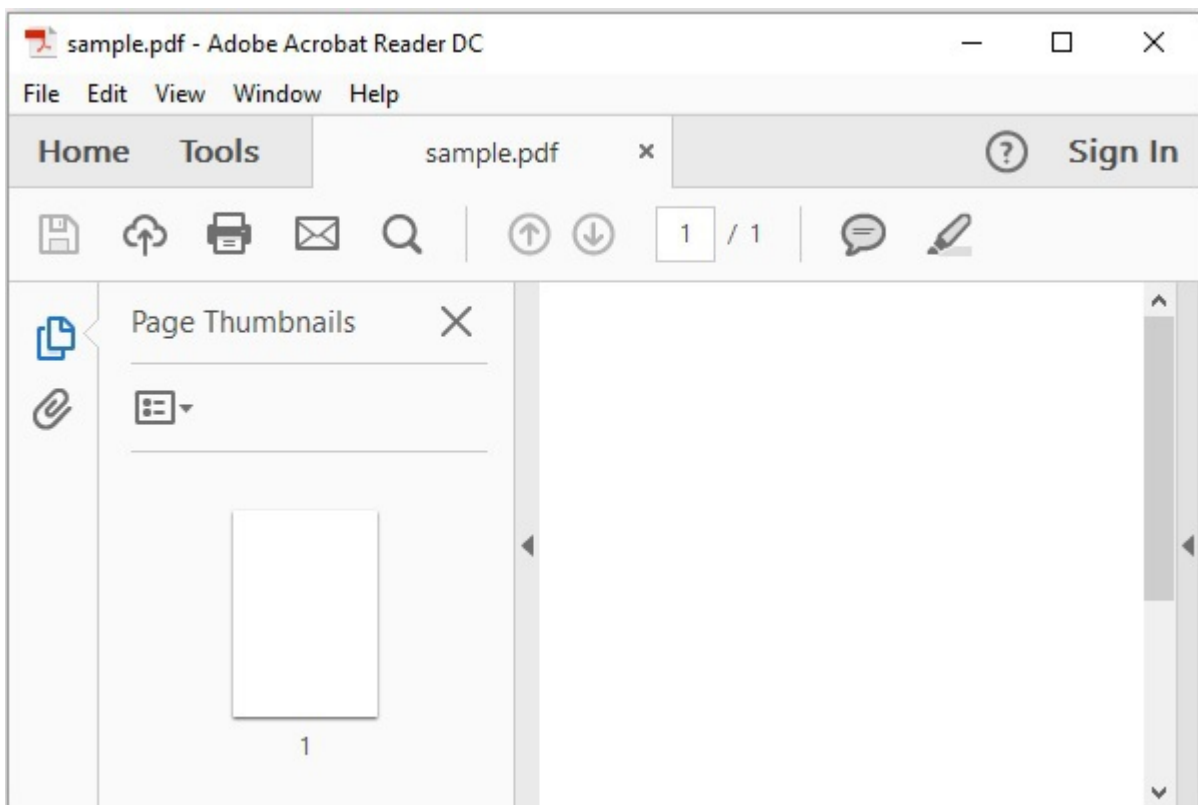 sample.pdf - Adobe Acrobat Reader DC
File Edit View Window Help
Home Tools sample.pdf × ? Sign In
1 / 1
Page Thumbnails
1